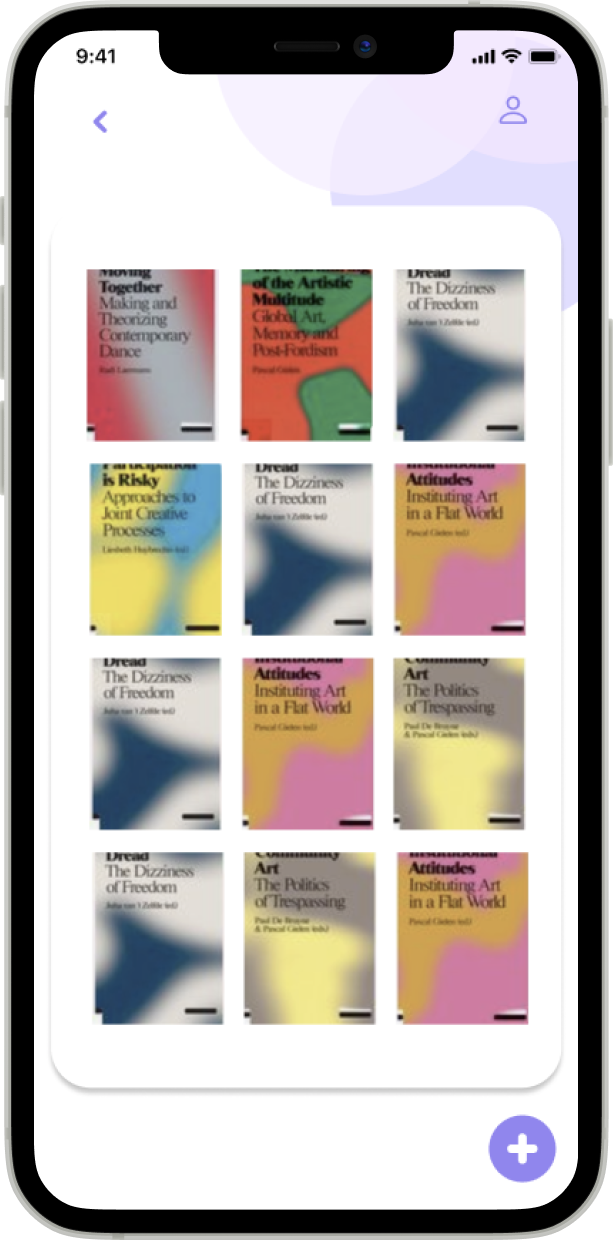 9:41
Moving
Together
Making and
Theorizing
Contemporary
Dance
Rudi Laermans
of the Artistic
Multitude
Global Art,
Memory and
Post-Fordism
Pascal Gielen
Dread
The Dizziness
of Freedom
Juha van 't Zelfde (ed.)
Participation
is Risky
Approaches to
Joint Creative
Processes
Liesbeth Huybrechts (ed.)
Dread
The Dizziness
of Freedom
Juha van 't Zelfde (ed.)
Institutional
Attitudes
Instituting Art
in a Flat World
Pascal Gielen (ed.)
Dread
The Dizziness
of Freedom
Juha van 't Zelfde (ed.)
Institutional
Attitudes
Instituting Art
in a Flat World
Pascal Gielen (ed.)
Community
Art
The Politics
of Trespassing
Paul De Bruyne
& Pascal Gielen (eds)
Dread
The Dizziness
of Freedom
Juha van 't Zelfde (ed.)
Community
Art
The Politics
of Trespassing
Paul De Bruyne
& Pascal Gielen (eds)
Institutional
Attitudes
Instituting Art
in a Flat World
Pascal Gielen (ed.)